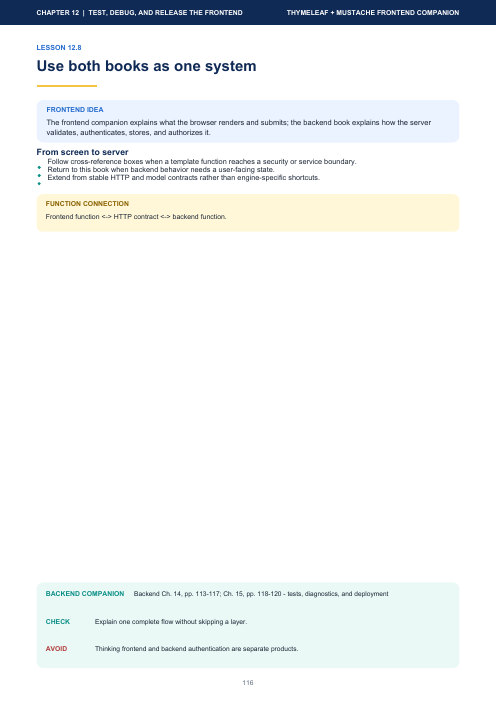 CHAPTER 12 | TEST, DEBUG, AND RELEASE THE FRONTEND
THYMELEAF + MUSTACHE FRONTEND COMPANION
LESSON 12.8
Use both books as one system
FRONTEND IDEA
The frontend companion explains what the browser renders and submits; the backend book explains how the server
validates, authenticates, stores, and authorizes it.
From screen to server
Follow cross-reference boxes when a template function reaches a security or service boundary.
Return to this book when backend behavior needs a user-facing state.
Extend from stable HTTP and model contracts rather than engine-specific shortcuts.
FUNCTION CONNECTION
Frontend function <-> HTTP contract <-> backend function.
BACKEND COMPANION Backend Ch. 14, pp. 113-117; Ch. 15, pp. 118-120 - tests, diagnostics, and deployment
CHECK Explain one complete flow without skipping a layer.
AVOID Thinking frontend and backend authentication are separate products.
116